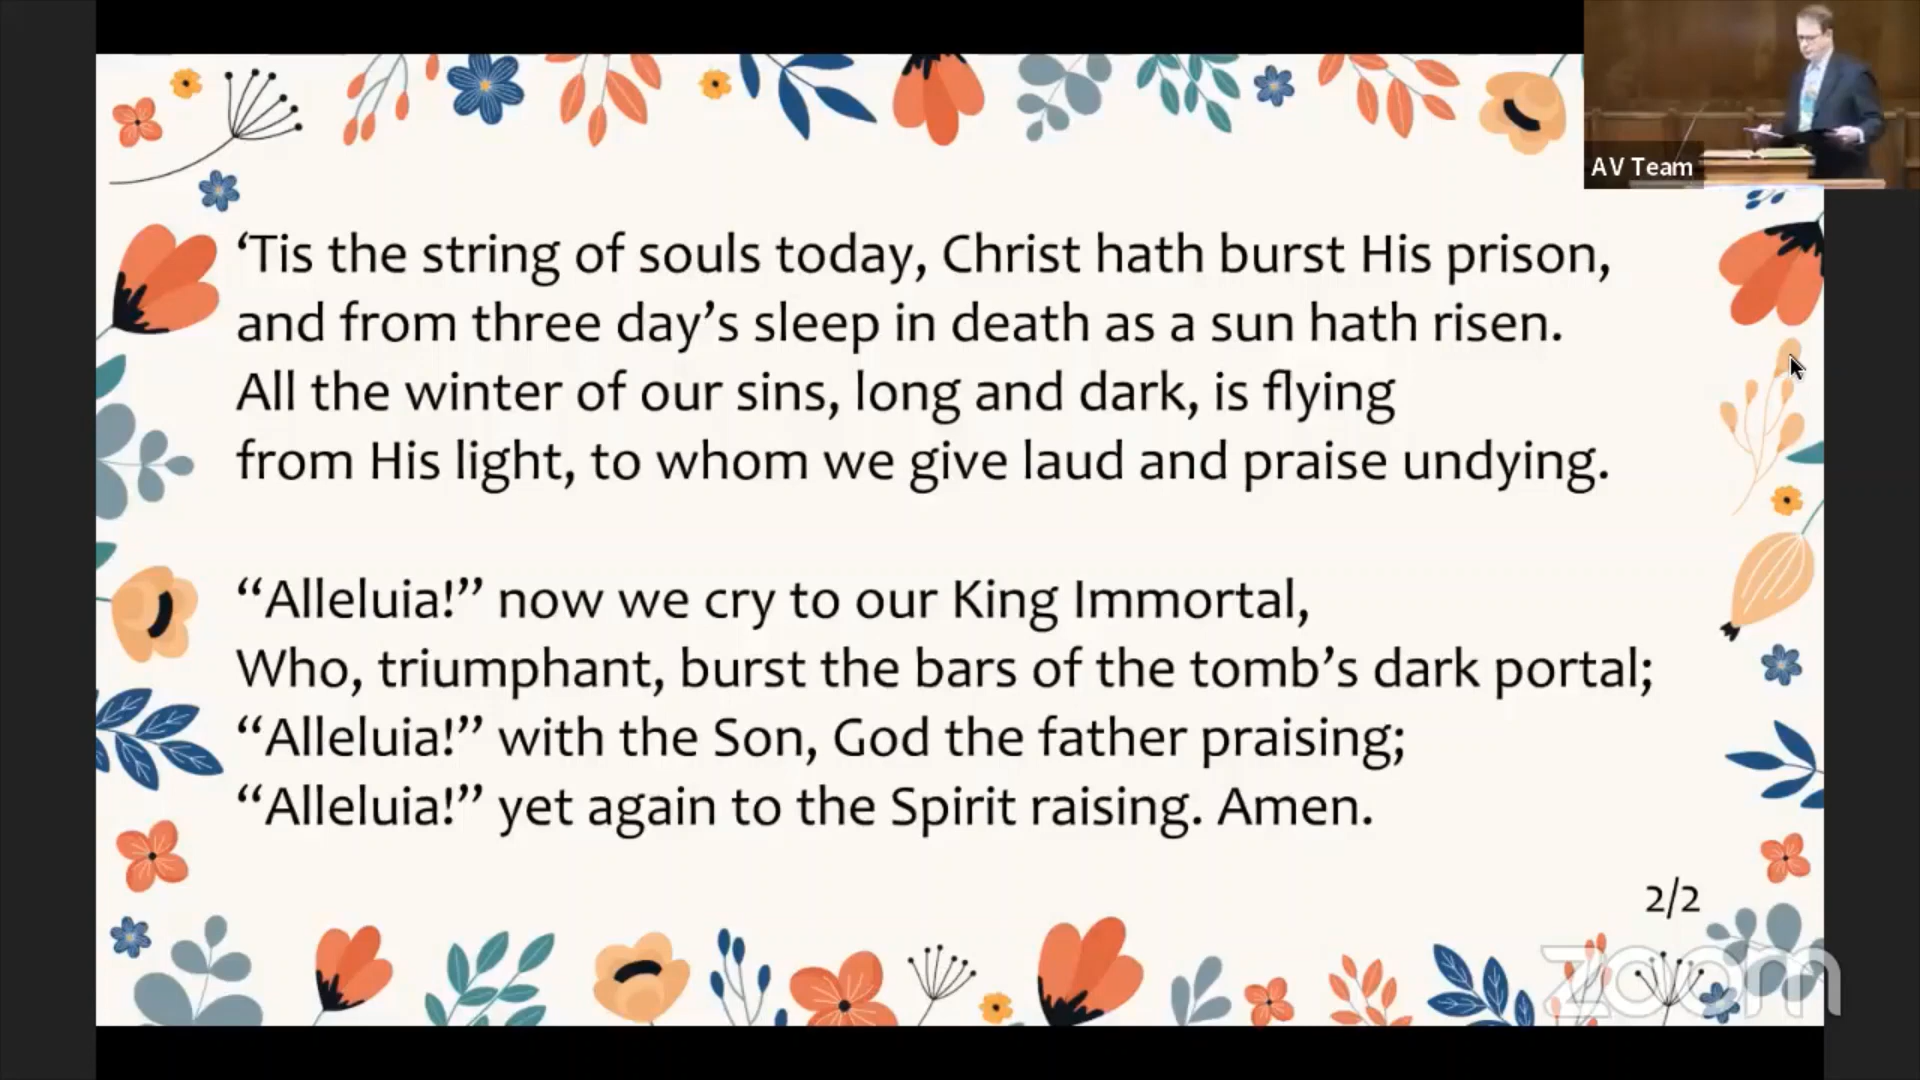 AV Team
‘Tis the string of souls today, Christ hath burst His prison,
and from three day’s sleep in death as a sun hath risen.
All the winter of our sins, long and dark, is flying
from His light, to whom we give laud and praise undying.
“Alleluia!” now we cry to our King Immortal,
Who, triumphant, burst the bars of the tomb’s dark portal;
“Alleluia!” with the Son, God the father praising;
“Alleluia!” yet again to the Spirit raising. Amen.
2/2
zoom